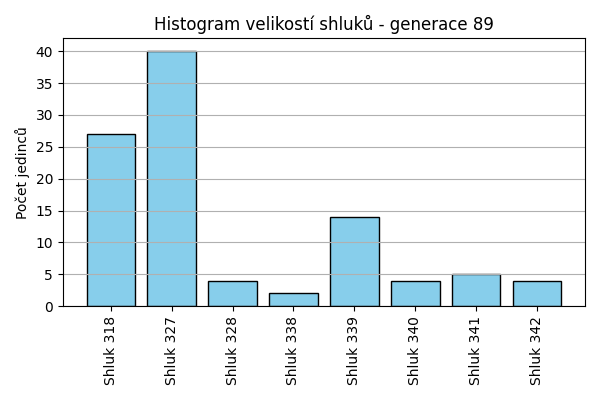 Histogram velikostí shluků - generace 89
Počet jedinců
40
35
30
25
20
15
10
5
0
Shluk 318
Shluk 327
Shluk 328
Shluk 338
Shluk 339
Shluk 340
Shluk 341
Shluk 342